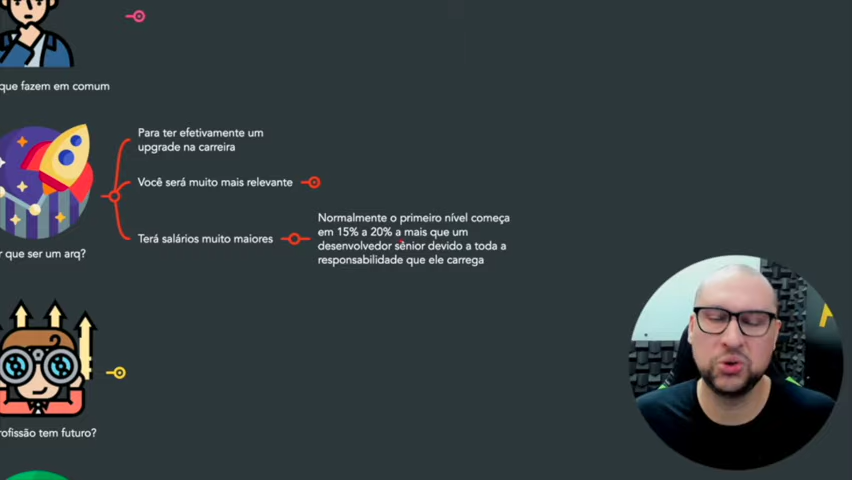 que fazem em comum
Para ter efetivamente um
upgrade na carreira
Você será muito mais relevante
Terá salários muito maiores
Normalmente o primeiro nível começa
em 15% a 20% a mais que um
desenvolvedor sênior devido a toda a
responsabilidade que ele carrega
r que ser um arq?
rofissão tem futuro?